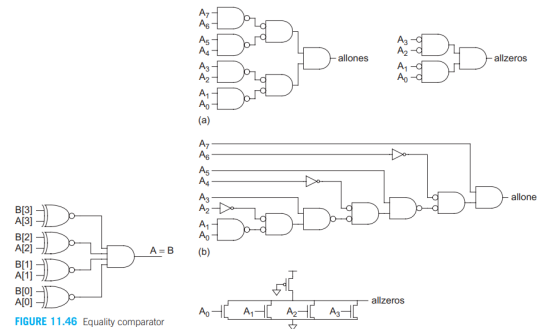 A7
A6
A5
A4
A3
A2
A1
A0
allones
(a)
A3
A2
A1
A0
allzeros
A7
A6
A5
A4
A3
A2
A1
A0
allone
(b)
B[3]
A[3]
B[2]
A[2]
B[1]
A[1]
B[0]
A[0]
A = B
FIGURE 11.46 Equality comparator
allzeros
A0 A1 A2 A3